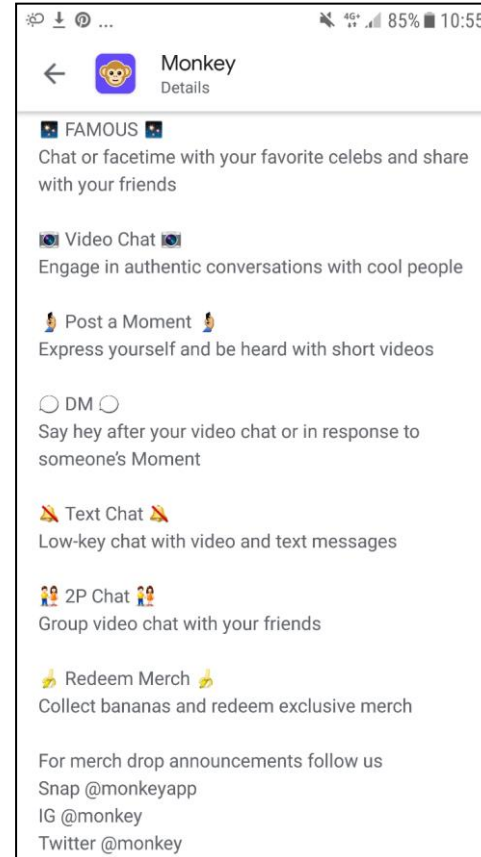 ... 4G+ 85% 10:55
Monkey
Details
FAMOUS
Chat or facetime with your favorite celebs and share
with your friends
Video Chat
Engage in authentic conversations with cool people
Post a Moment
Express yourself and be heard with short videos
DM
Say hey after your video chat or in response to
someone's Moment
Text Chat
Low-key chat with video and text messages
2P Chat
Group video chat with your friends
Redeem Merch
Collect bananas and redeem exclusive merch
For merch drop announcements follow us
Snap @monkeyapp
IG @monkey
Twitter @monkey